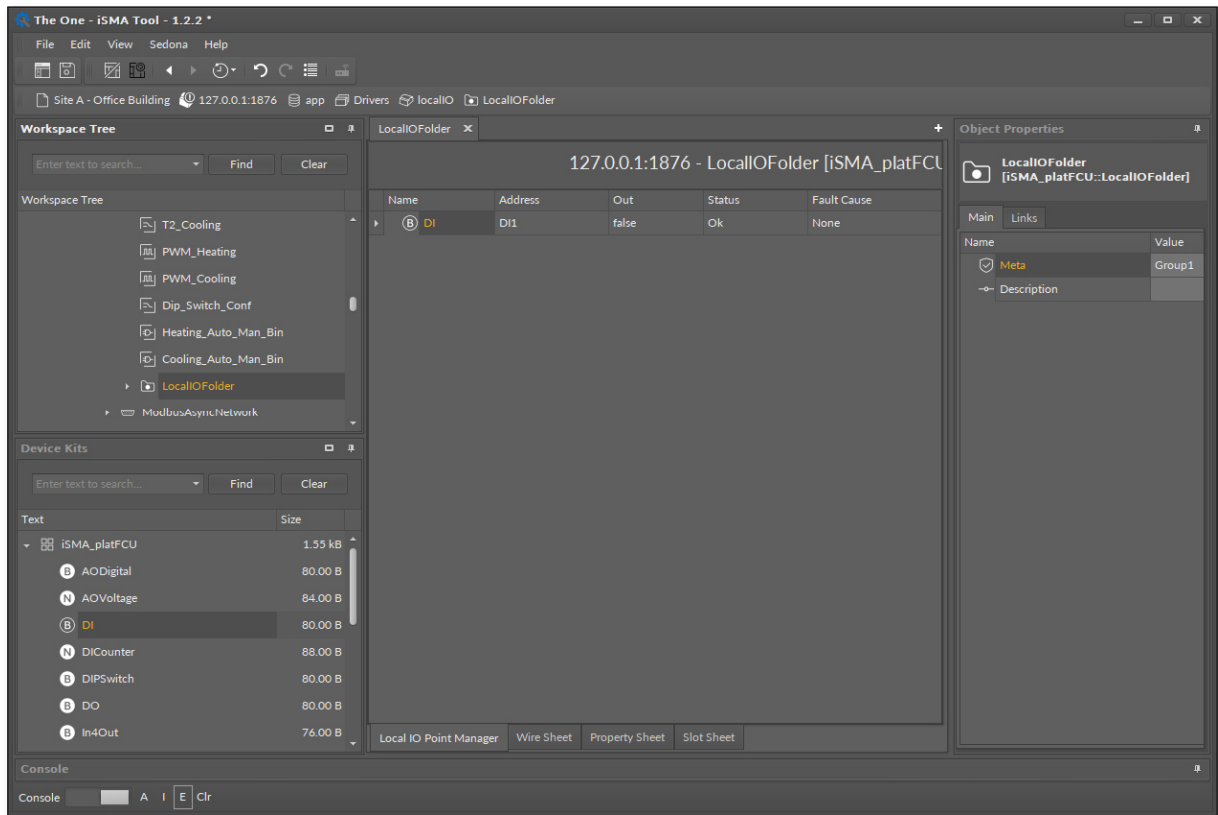 The One - iSMA Tool - 1.2.2 *
File Edit View Sedona Help
Site A - Office Building 127.0.0.1:1876 app Drivers localIO LocalIOFolder
Workspace Tree
Enter text to search... Find Clear
Workspace Tree
T2_Cooling
PWM_Heating
PWM_Cooling
Dip_Switch_Conf
Heating_Auto_Man_Bin
Cooling_Auto_Man_Bin
LocalIOFolder
ModbusAsyncNetwork
Device Kits
Enter text to search... Find Clear
Text Size
iSMA_platFCU 1.55 kB
B AODigital 80.00 B
N AOVoltage 84.00 B
B DI 80.00 B
N DICounter 88.00 B
B DIPSwitch 80.00 B
B DO 80.00 B
B In4Out 76.00 B
LocalIOFolder
127.0.0.1:1876 - LocalIOFolder [iSMA_platFCU
Name Address Out Status Fault Cause
B DI DI1 false Ok None
Local IO Point Manager Wire Sheet Property Sheet Slot Sheet
Object Properties
LocalIOFolder
[iSMA_platFCU::LocalIOFolder]
Main Links
Name Value
Meta Group1
Description
Console
Console A I E Clr